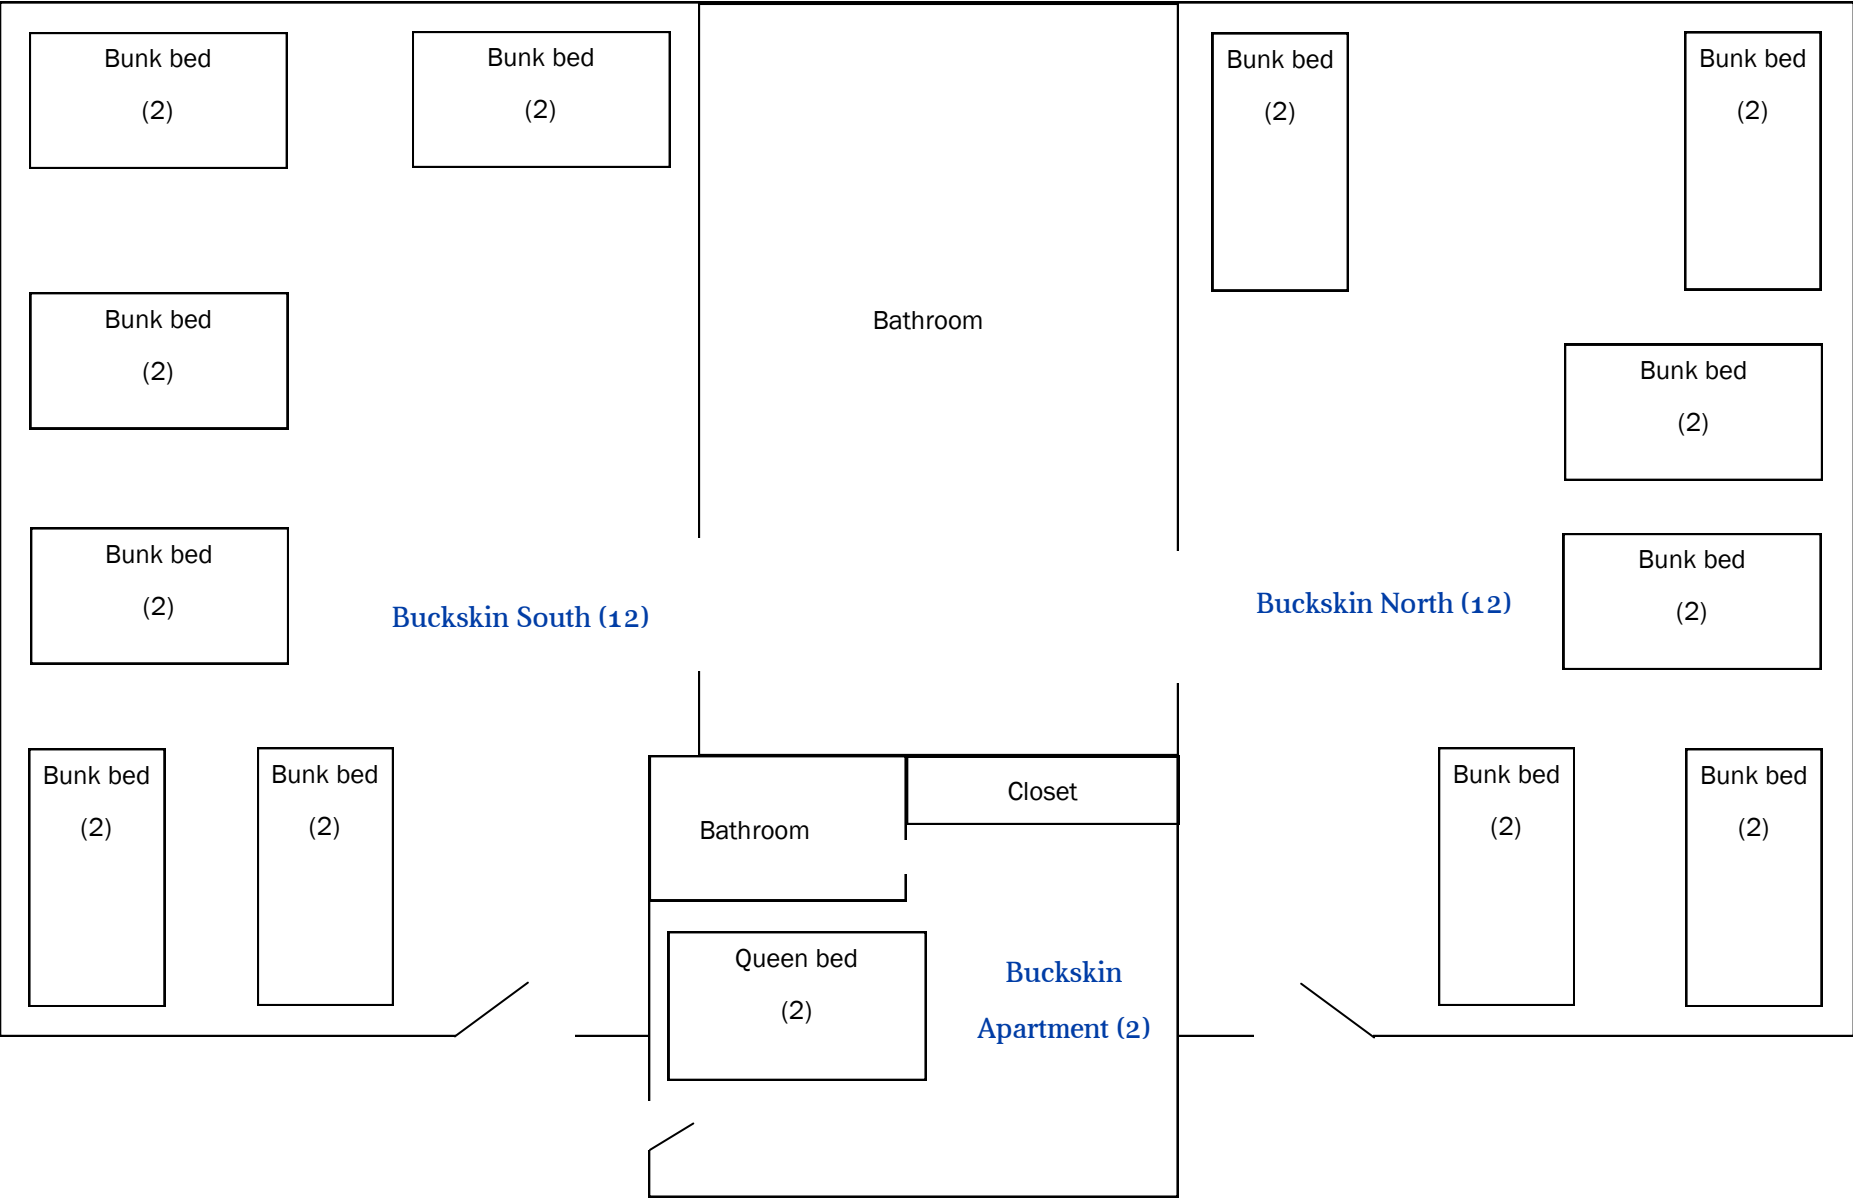 Bunk bed
(2)
Bunk bed
(2)
Bunk bed
(2)
Bunk bed
(2)
Bunk bed
(2)
Bunk bed
(2)
Buckskin South (12)
Bathroom
Bunk bed
(2)
Bunk bed
(2)
Bunk bed
(2)
Bunk bed
(2)
Buckskin North (12)
Bunk bed
(2)
Bunk bed
(2)
Bathroom
Closet
Queen bed
(2)
Buckskin
Apartment (2)